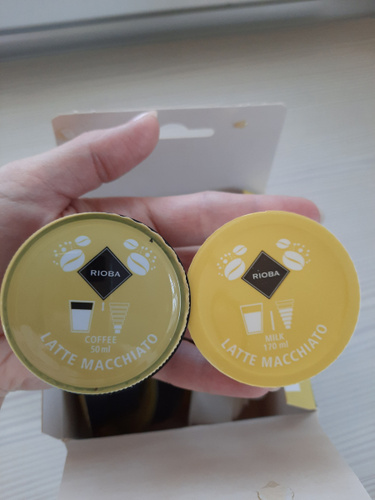 RIOBA
COFFEE
50 ml
LATTE MACCHIATO
RIOBA
MILK
170 ml
LATTE MACCHIATO